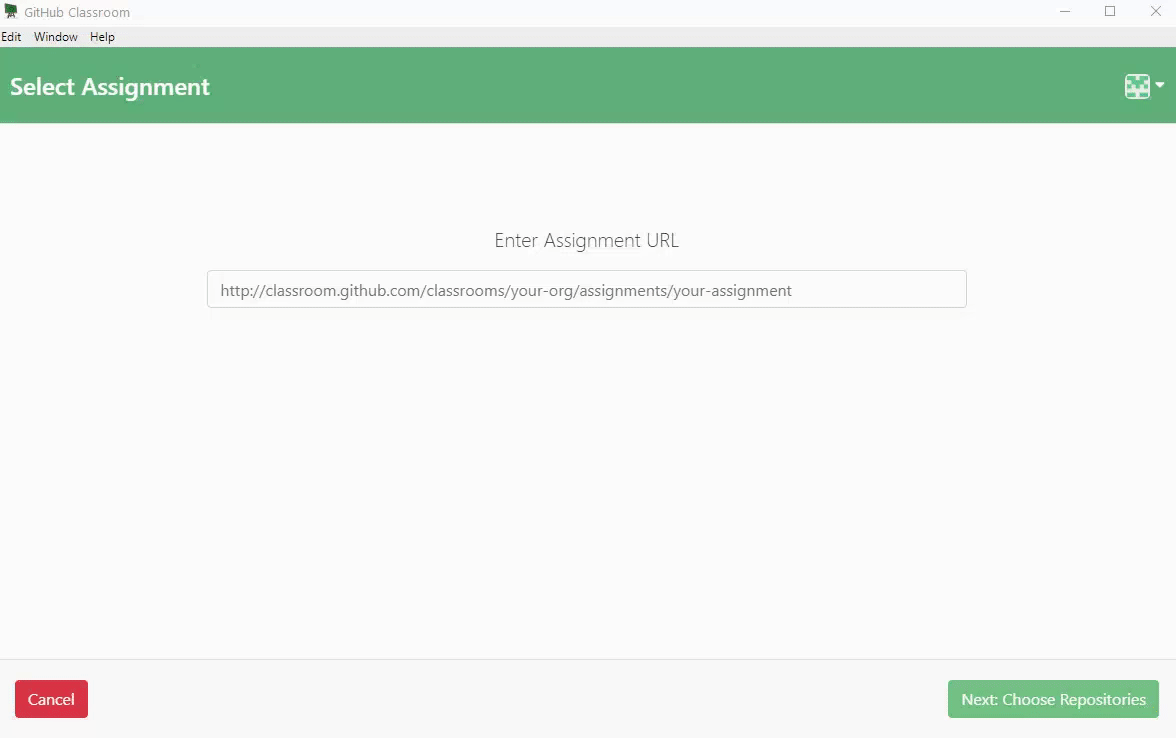 GitHub Classroom
Edit Window Help
Select Assignment
Enter Assignment URL
http://classroom.github.com/classrooms/your-org/assignments/your-assignment
Cancel
Next: Choose Repositories